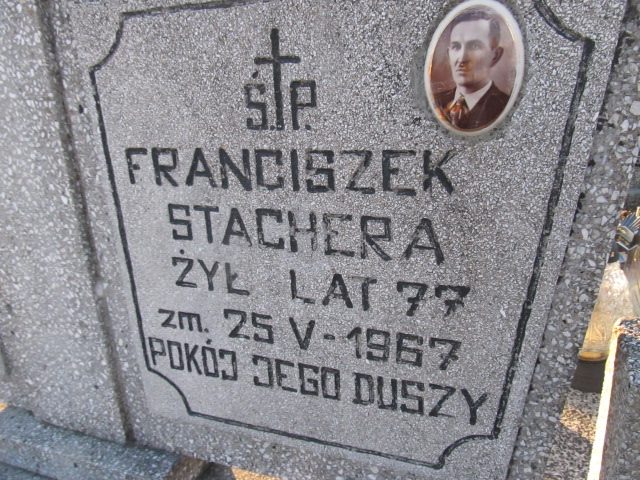 Ś.P.
FRANCISZEK
STACHERA
ŻYŁ LAT 77
zm. 25 V-1967
POKÓJ JEGO DUSZY